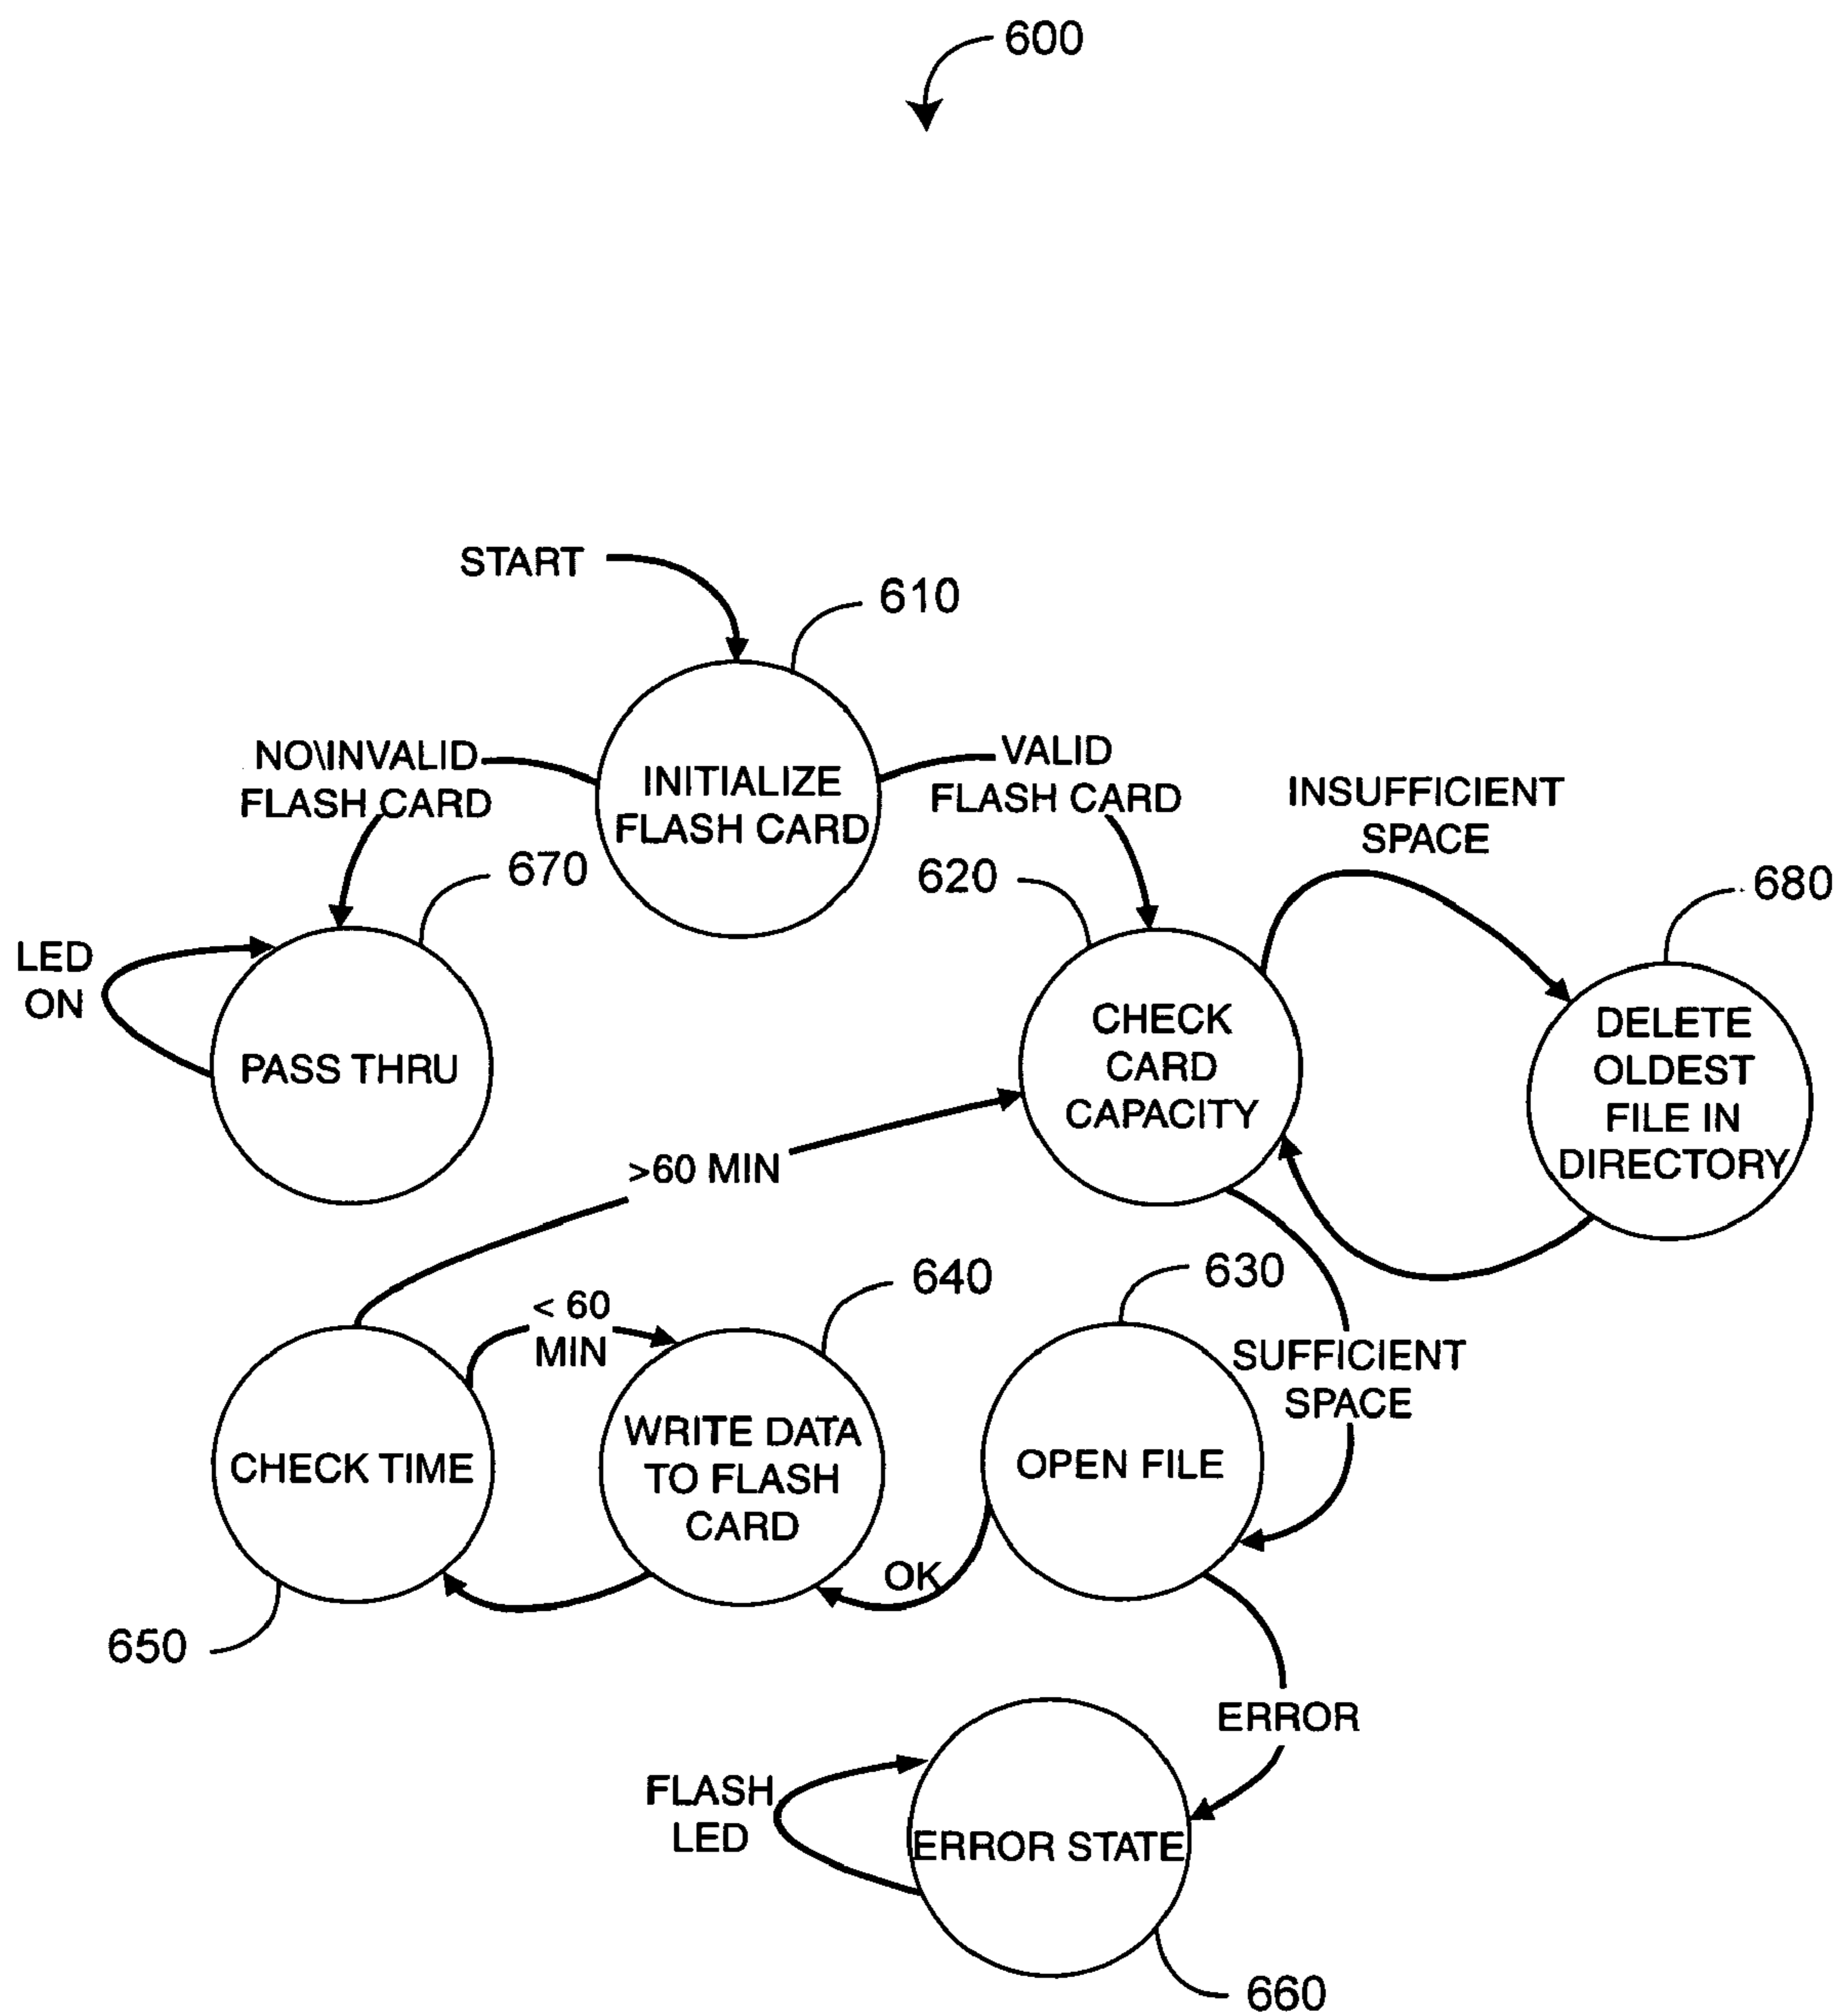 600
START
610
NO\INVALID
FLASH CARD
INITIALIZE
FLASH CARD
VALID
FLASH CARD
INSUFFICIENT
SPACE
670
620
680
LED
ON
PASS THRU
CHECK
CARD
CAPACITY
DELETE
OLDEST
FILE IN
DIRECTORY
>60 MIN
640
630
< 60
MIN
SUFFICIENT
SPACE
CHECK TIME
WRITE DATA
TO FLASH
CARD
OPEN FILE
OK
650
ERROR
FLASH
LED
ERROR STATE
660